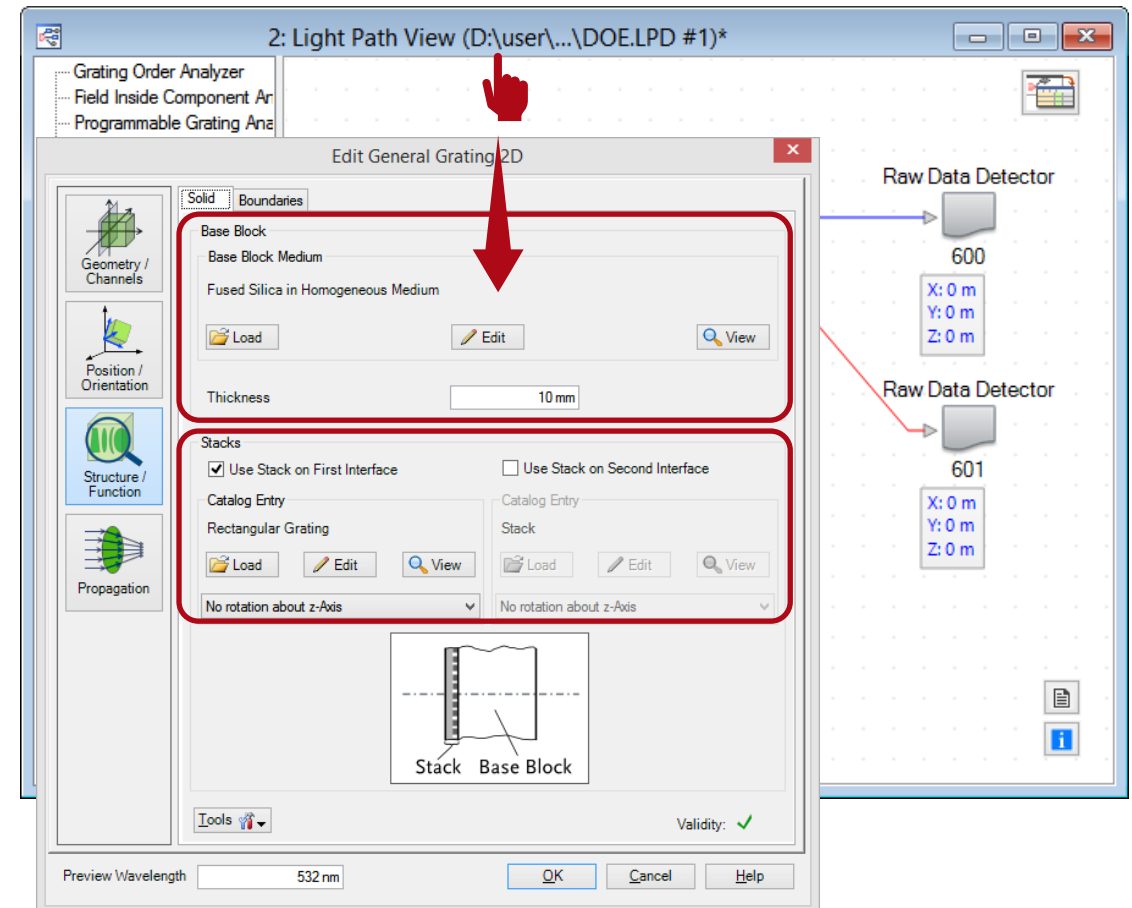 2: Light Path View (D:\user\...\DOE.LPD #1)*
Grating Order Analyzer
Field Inside Component An
Programmable Grating Ana
Edit General Grating 2D
Solid Boundaries
Base Block
Base Block Medium
Fused Silica in Homogeneous Medium
Load Edit View
Thickness 10 mm
Stacks
Use Stack on First Interface Use Stack on Second Interface
Catalog Entry Catalog Entry
Rectangular Grating Stack
Load Edit View Load Edit View
No rotation about z-Axis No rotation about z-Axis
Stack Base Block
Tools Validity:
Geometry /
Channels
Position /
Orientation
Structure /
Function
Propagation
Preview Wavelength 532 nm OK Cancel Help
Raw Data Detector
600
X: 0 m
Y: 0 m
Z: 0 m
Raw Data Detector
601
X: 0 m
Y: 0 m
Z: 0 m